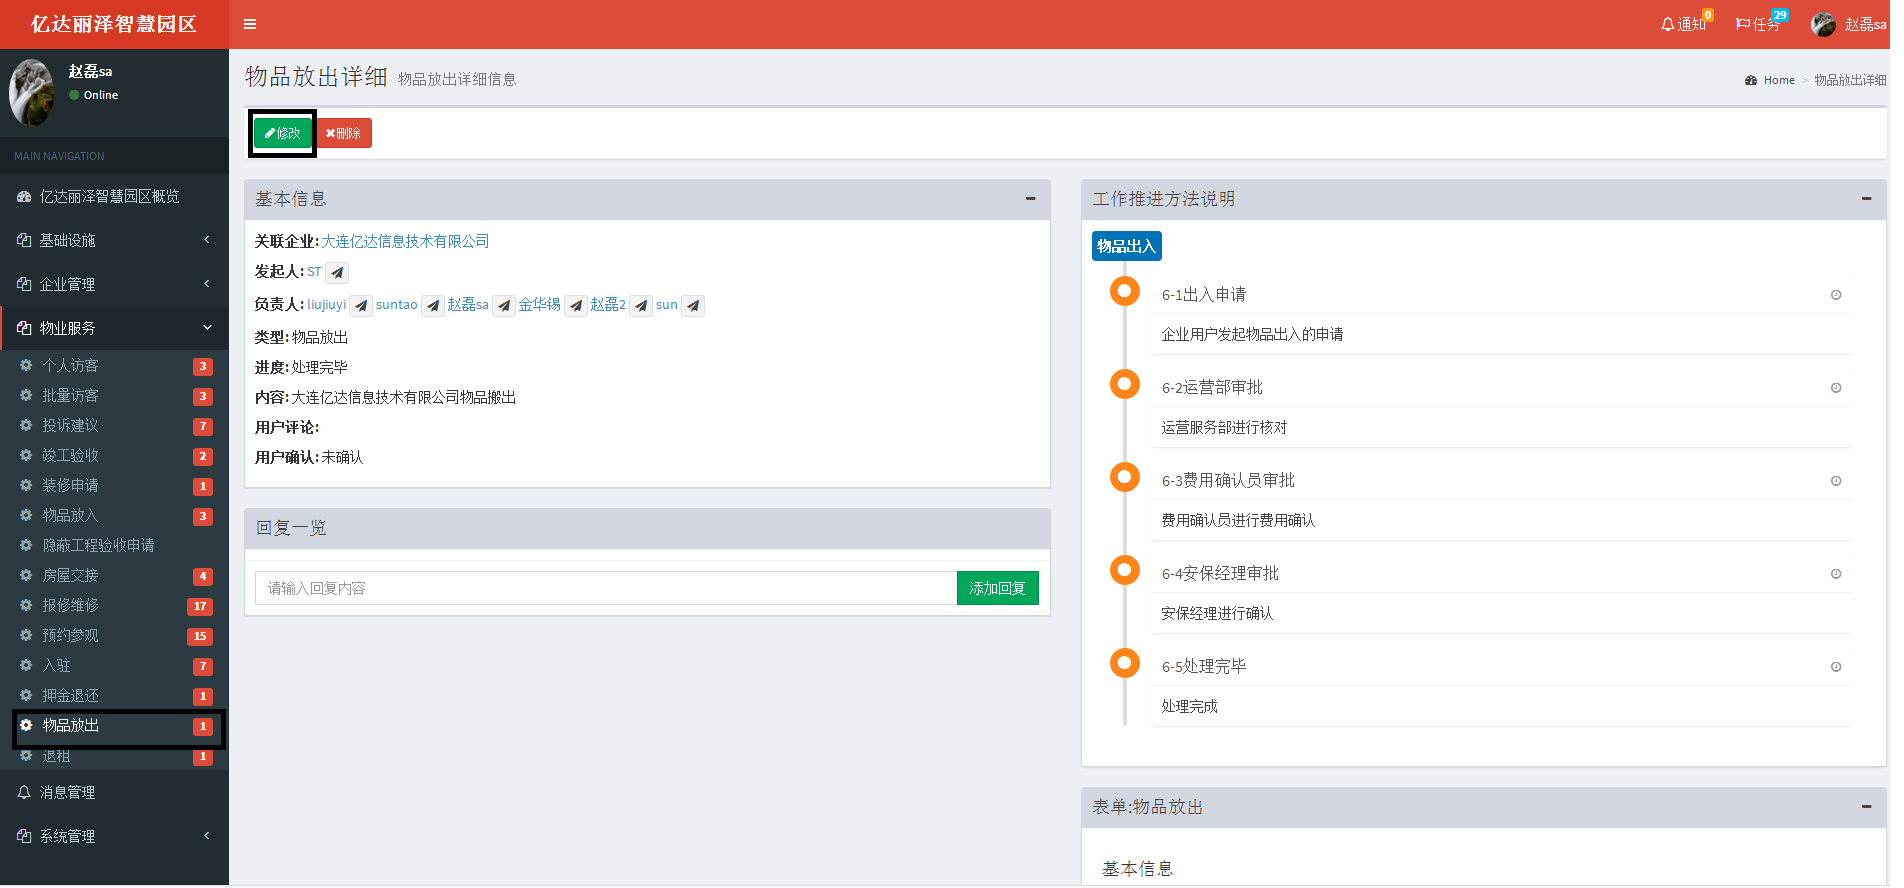 亿达丽泽智慧园区
通知 0
任务 29
赵磊sa
赵磊sa
Online
MAIN NAVIGATION
亿达丽泽智慧园区概览
基础设施
企业管理
物业服务
个人访客 3
批量访客 3
投诉建议 7
竣工验收 2
装修申请 1
物品放入 3
隐蔽工程验收申请
房屋交接 4
报修维修 17
预约参观 15
入驻 7
押金退还 1
物品放出 1
退租 1
消息管理
系统管理
物品放出详细 物品放出详细信息
Home > 物品放出详细
修改 删除
基本信息
关联企业:大连亿达信息技术有限公司
发起人:ST
负责人:liujiuyi suntao 赵磊sa 金华锡 赵磊2 sun
类型:物品放出
进度:处理完毕
内容:大连亿达信息技术有限公司物品搬出
用户评论:
用户确认:未确认
回复一览
请输入回复内容 添加回复
工作推进方法说明
物品出入
6-1出入申请
企业用户发起物品出入的申请
6-2运营部审批
运营服务部进行核对
6-3费用确认员审批
费用确认员进行费用确认
6-4安保经理审批
安保经理进行确认
6-5处理完毕
处理完成
表单:物品放出
基本信息